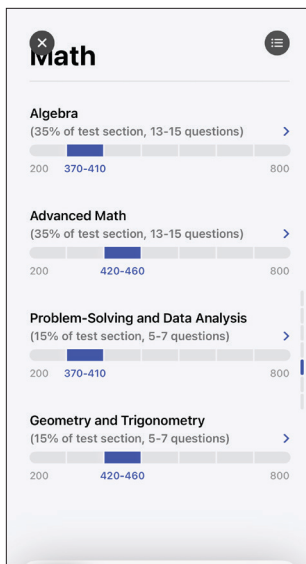 Math
Algebra
(35% of test section, 13-15 questions)
200 370-410 800
Advanced Math
(35% of test section, 13-15 questions)
200 420-460 800
Problem-Solving and Data Analysis
(15% of test section, 5-7 questions)
200 370-410 800
Geometry and Trigonometry
(15% of test section, 5-7 questions)
200 420-460 800